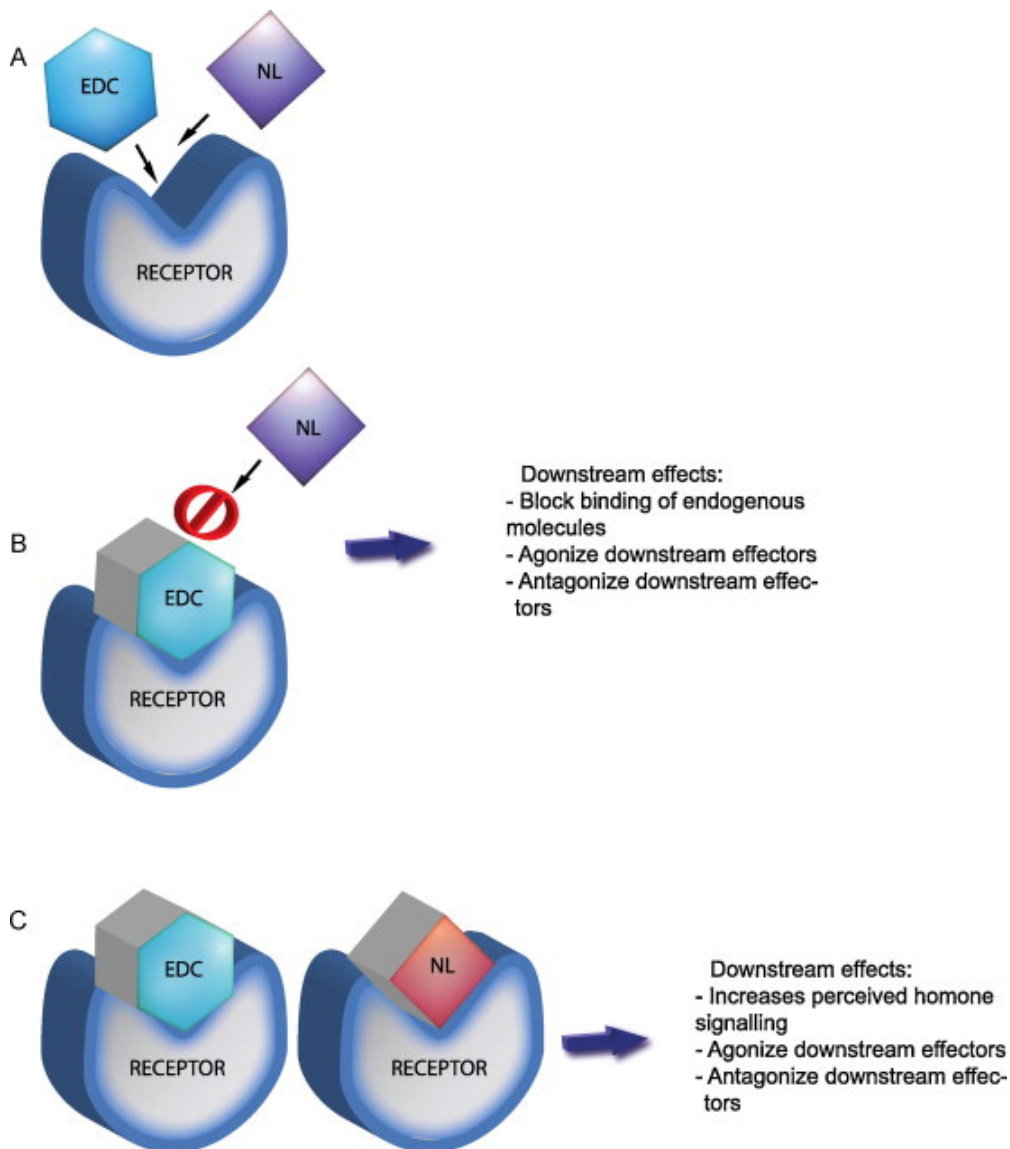 A
EDC
NL
RECEPTOR
NL
B
EDC
RECEPTOR
Downstream effects:
- Block binding of endogenous
molecules
- Agonize downstream effectors
- Antagonize downstream effec-
tors
C
EDC
RECEPTOR
NL
RECEPTOR
Downstream effects:
- Increases perceived homone
signalling
- Agonize downstream effectors
- Antagonize downstream effec-
tors